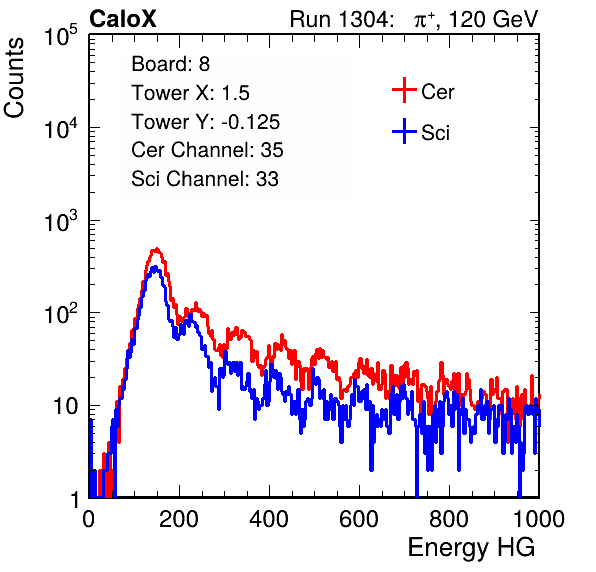 CaloX Run 1304: π⁺, 120 GeV
Counts
Board: 8
Tower X: 1.5
Tower Y: -0.125
Cer Channel: 35
Sci Channel: 33
Cer
Sci
10⁵
10⁴
10³
10²
10
1
0 200 400 600 800 1000
Energy HG